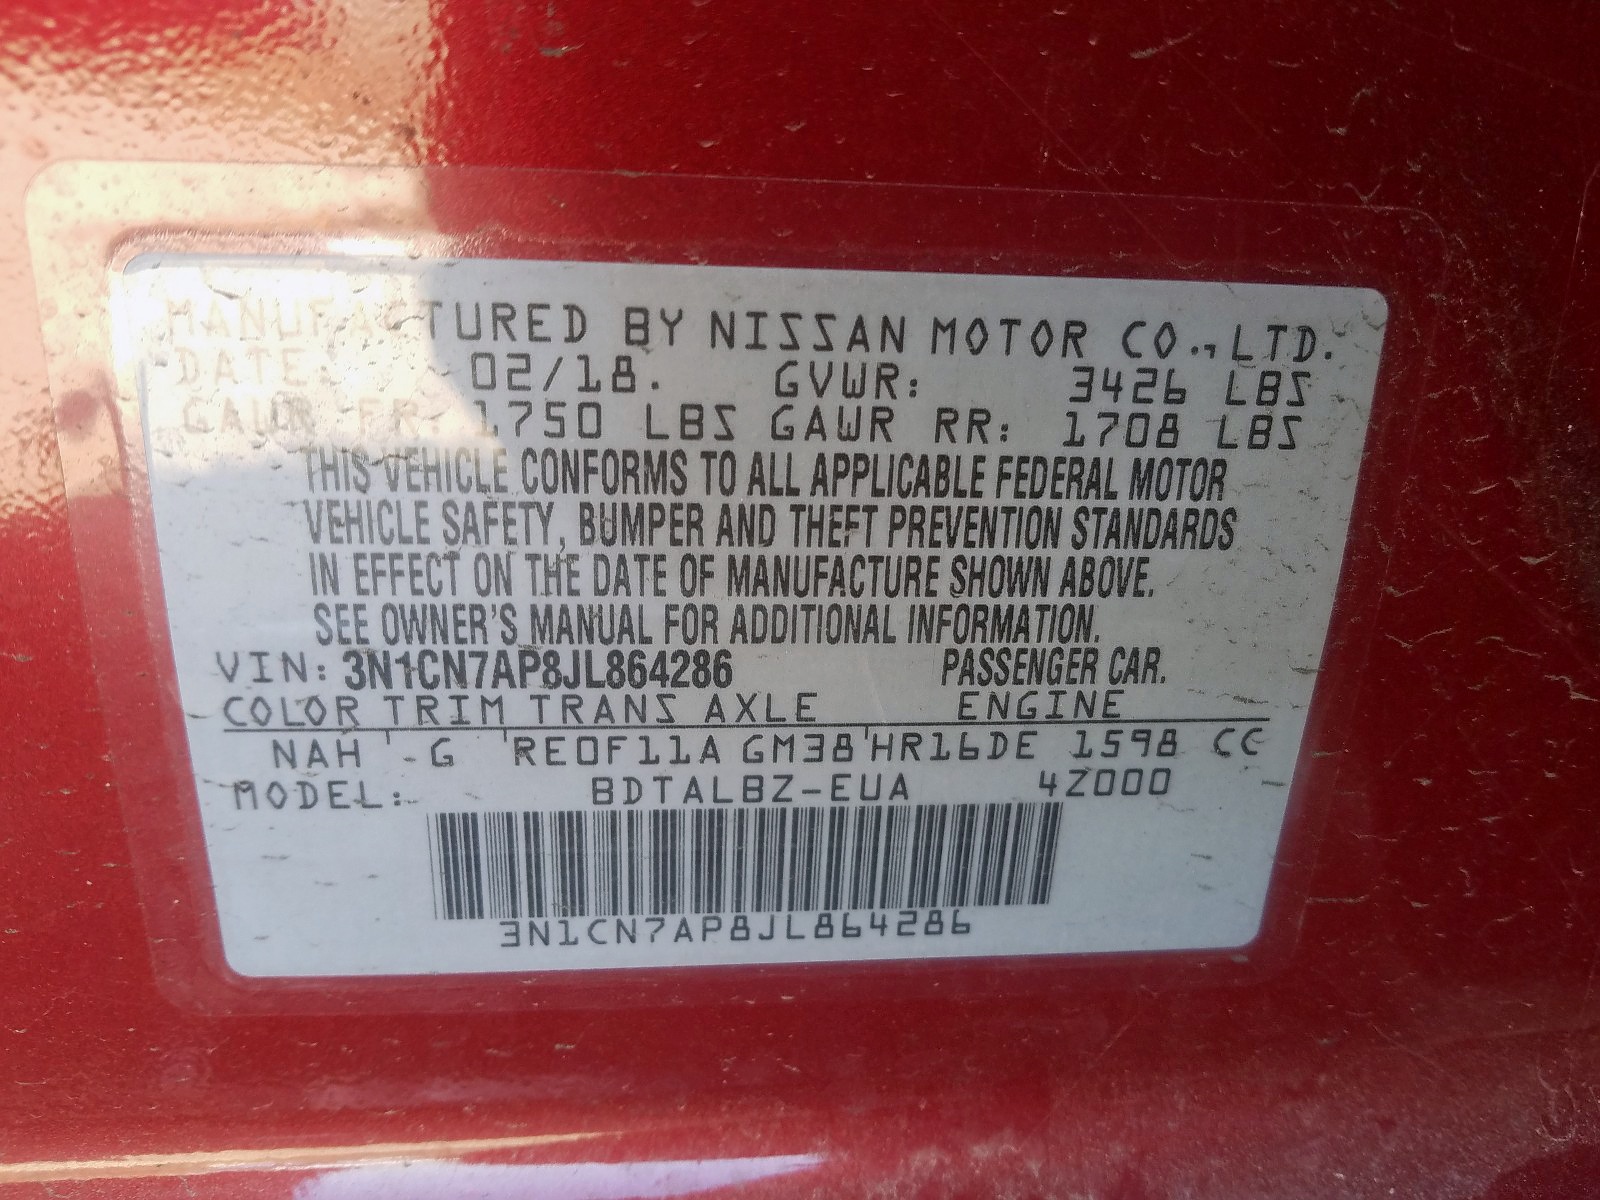 MANUFACTURED BY NISSAN MOTOR CO., LTD.
DATE: 02/18. GVWR: 3426 LBS
GAWR FR: 1750 LBS GAWR RR: 1708 LBS
THIS VEHICLE CONFORMS TO ALL APPLICABLE FEDERAL MOTOR
VEHICLE SAFETY, BUMPER AND THEFT PREVENTION STANDARDS
IN EFFECT ON THE DATE OF MANUFACTURE SHOWN ABOVE.
SEE OWNER'S MANUAL FOR ADDITIONAL INFORMATION.
VIN: 3N1CN7AP8JL864286 PASSENGER CAR.
COLOR TRIM TRANS AXLE ENGINE
NAH G RE0F11A GM38 HR16DE 1598 CC
MODEL: BDTALBZ-EUA 4Z000
3N1CN7AP8JL864286